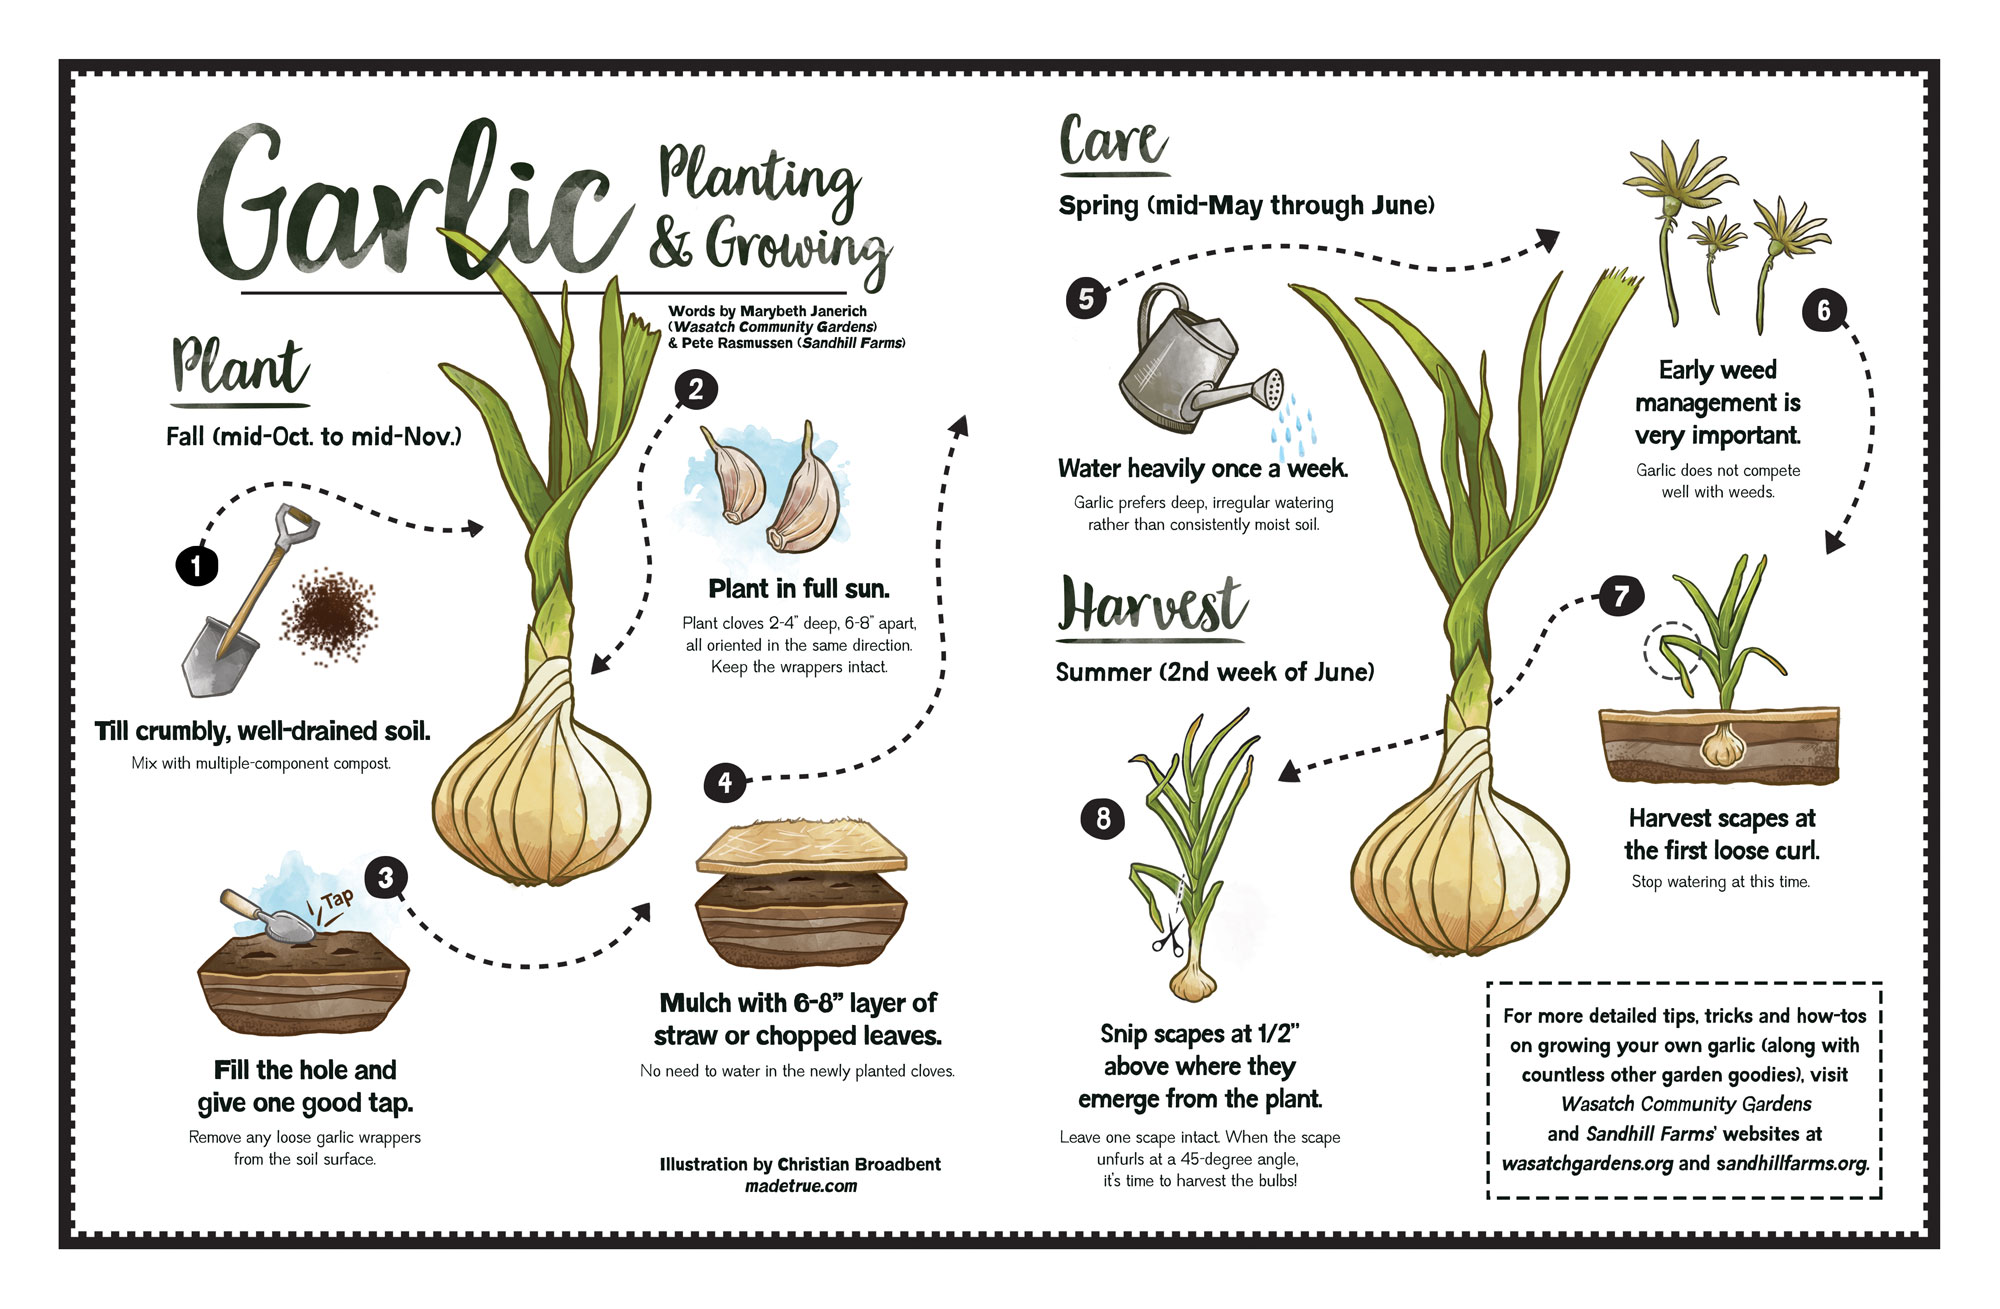 Garlic Planting
& Growing
Words by Marybeth Janerich
(Wasatch Community Gardens)
& Pete Rasmussen (Sandhill Farms)
Plant
Fall (mid-Oct. to mid-Nov.)
1
Till crumbly, well-drained soil.
Mix with multiple-component compost.
2
Plant in full sun.
Plant cloves 2-4" deep, 6-8" apart,
all oriented in the same direction.
Keep the wrappers intact.
3
Tap
Fill the hole and
give one good tap.
Remove any loose garlic wrappers
from the soil surface.
4
Mulch with 6-8” layer of
straw or chopped leaves.
No need to water in the newly planted cloves.
Illustration by Christian Broadbent
madetrue.com
Care
Spring (mid-May through June)
5
Water heavily once a week.
Garlic prefers deep, irregular watering
rather than consistently moist soil.
6
Early weed
management is
very important.
Garlic does not compete
well with weeds.
Harvest
Summer (2nd week of June)
7
Harvest scapes at
the first loose curl.
Stop watering at this time.
8
Snip scapes at 1/2”
above where they
emerge from the plant.
Leave one scape intact. When the scape
unfurls at a 45-degree angle,
it's time to harvest the bulbs!
For more detailed tips, tricks and how-tos
on growing your own garlic (along with
countless other garden goodies), visit
Wasatch Community Gardens
and Sandhill Farms' websites at
wasatchgardens.org and sandhillfarms.org.